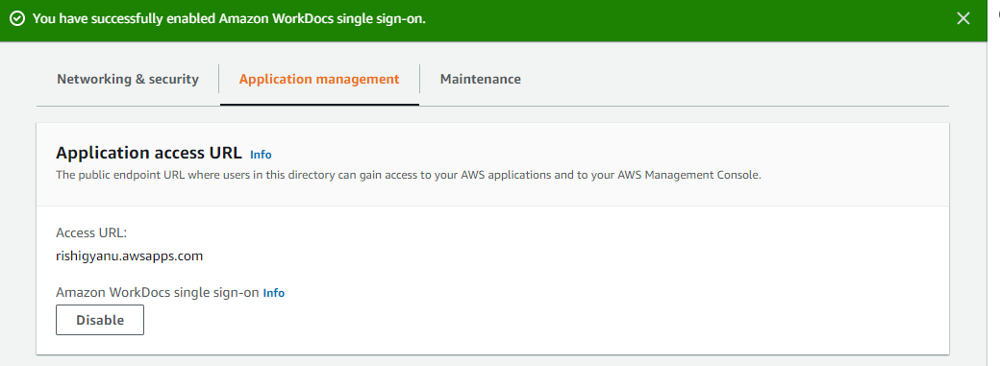 You have successfully enabled Amazon WorkDocs single sign-on.
Networking & security
Application management
Maintenance
Application access URL Info
The public endpoint URL where users in this directory can gain access to your AWS applications and to your AWS Management Console.
Access URL:
rishigyanu.awsapps.com
Amazon WorkDocs single sign-on Info
Disable